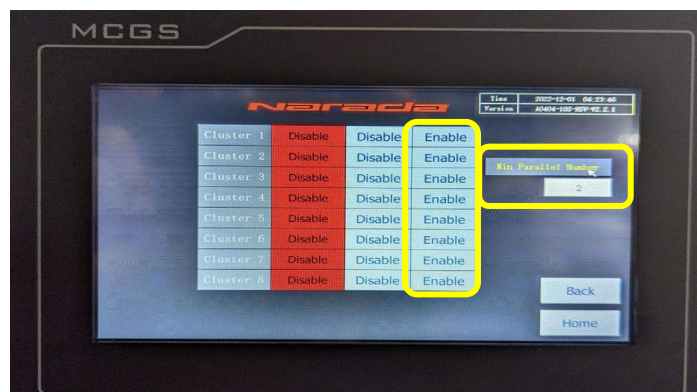 MCGS
Narada
Time 2022-12-01 04:23:46
Version
Cluster 1 Disable Disable Enable
Cluster 2 Disable Disable Enable
Cluster 3 Disable Disable Enable
Cluster 4 Disable Disable Enable
Cluster 5 Disable Disable Enable
Cluster 6 Disable Disable Enable
Cluster 7 Disable Disable Enable
Cluster 8 Disable Disable Enable
Min Parallel Number
2
Back
Home